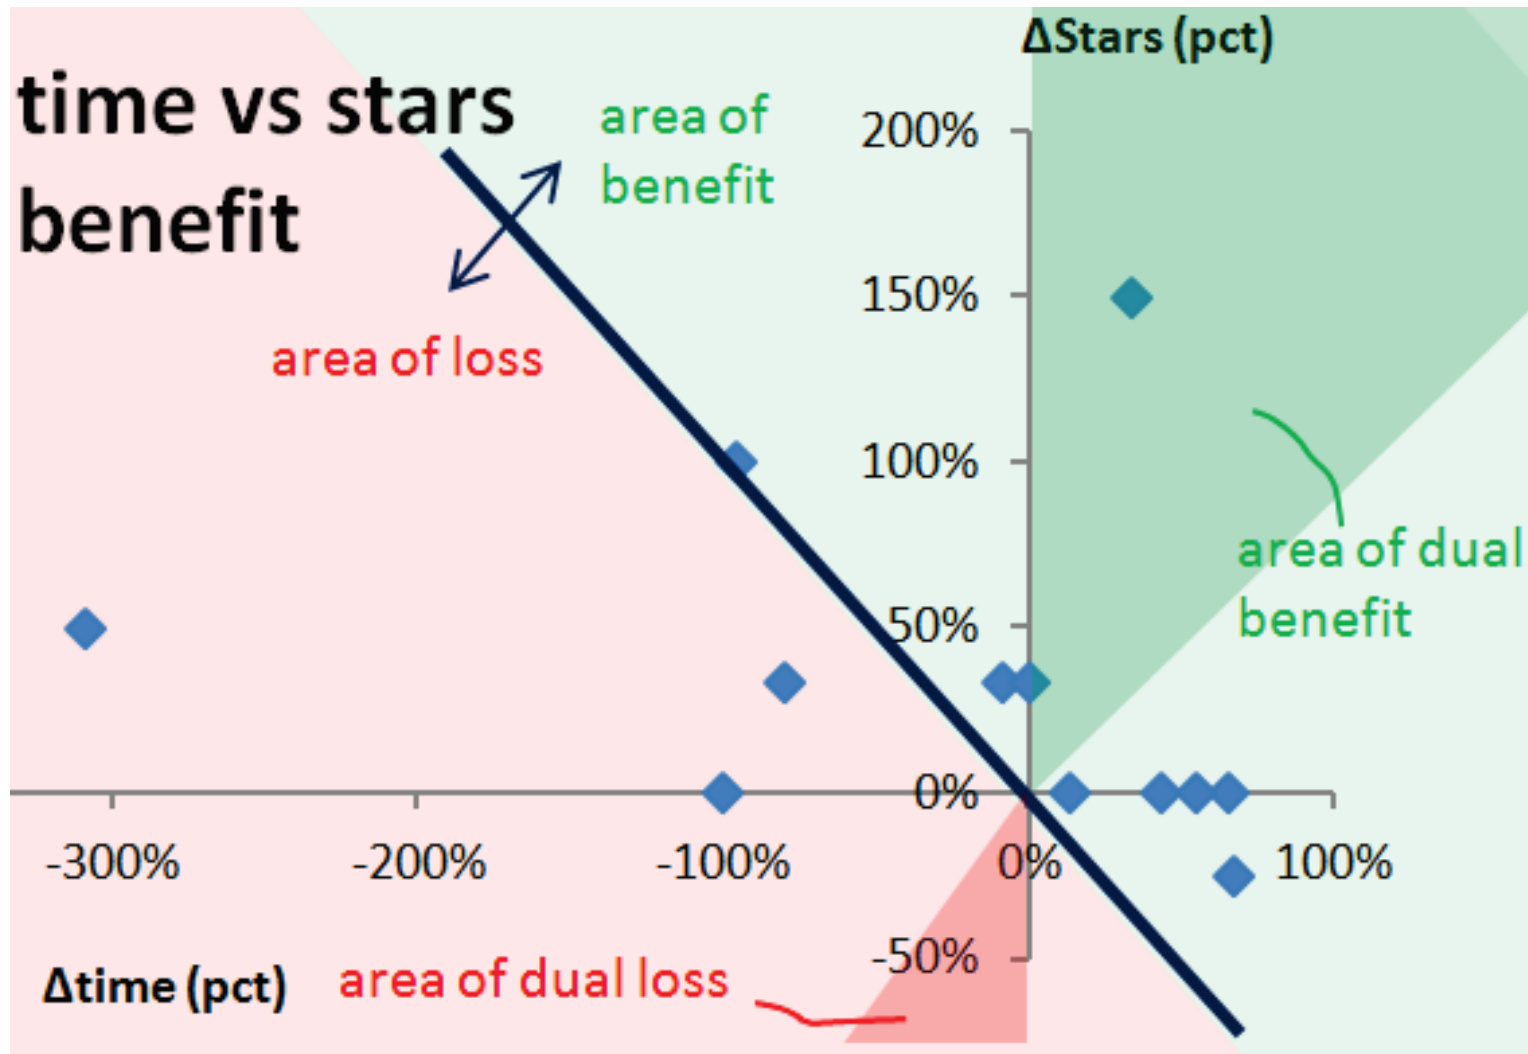 time vs stars
benefit
area of
benefit
area of loss
ΔStars (pct)
200%
150%
100%
50%
0%
-50%
area of dual
benefit
-300%
-200%
-100%
0%
100%
Δtime (pct)
area of dual loss